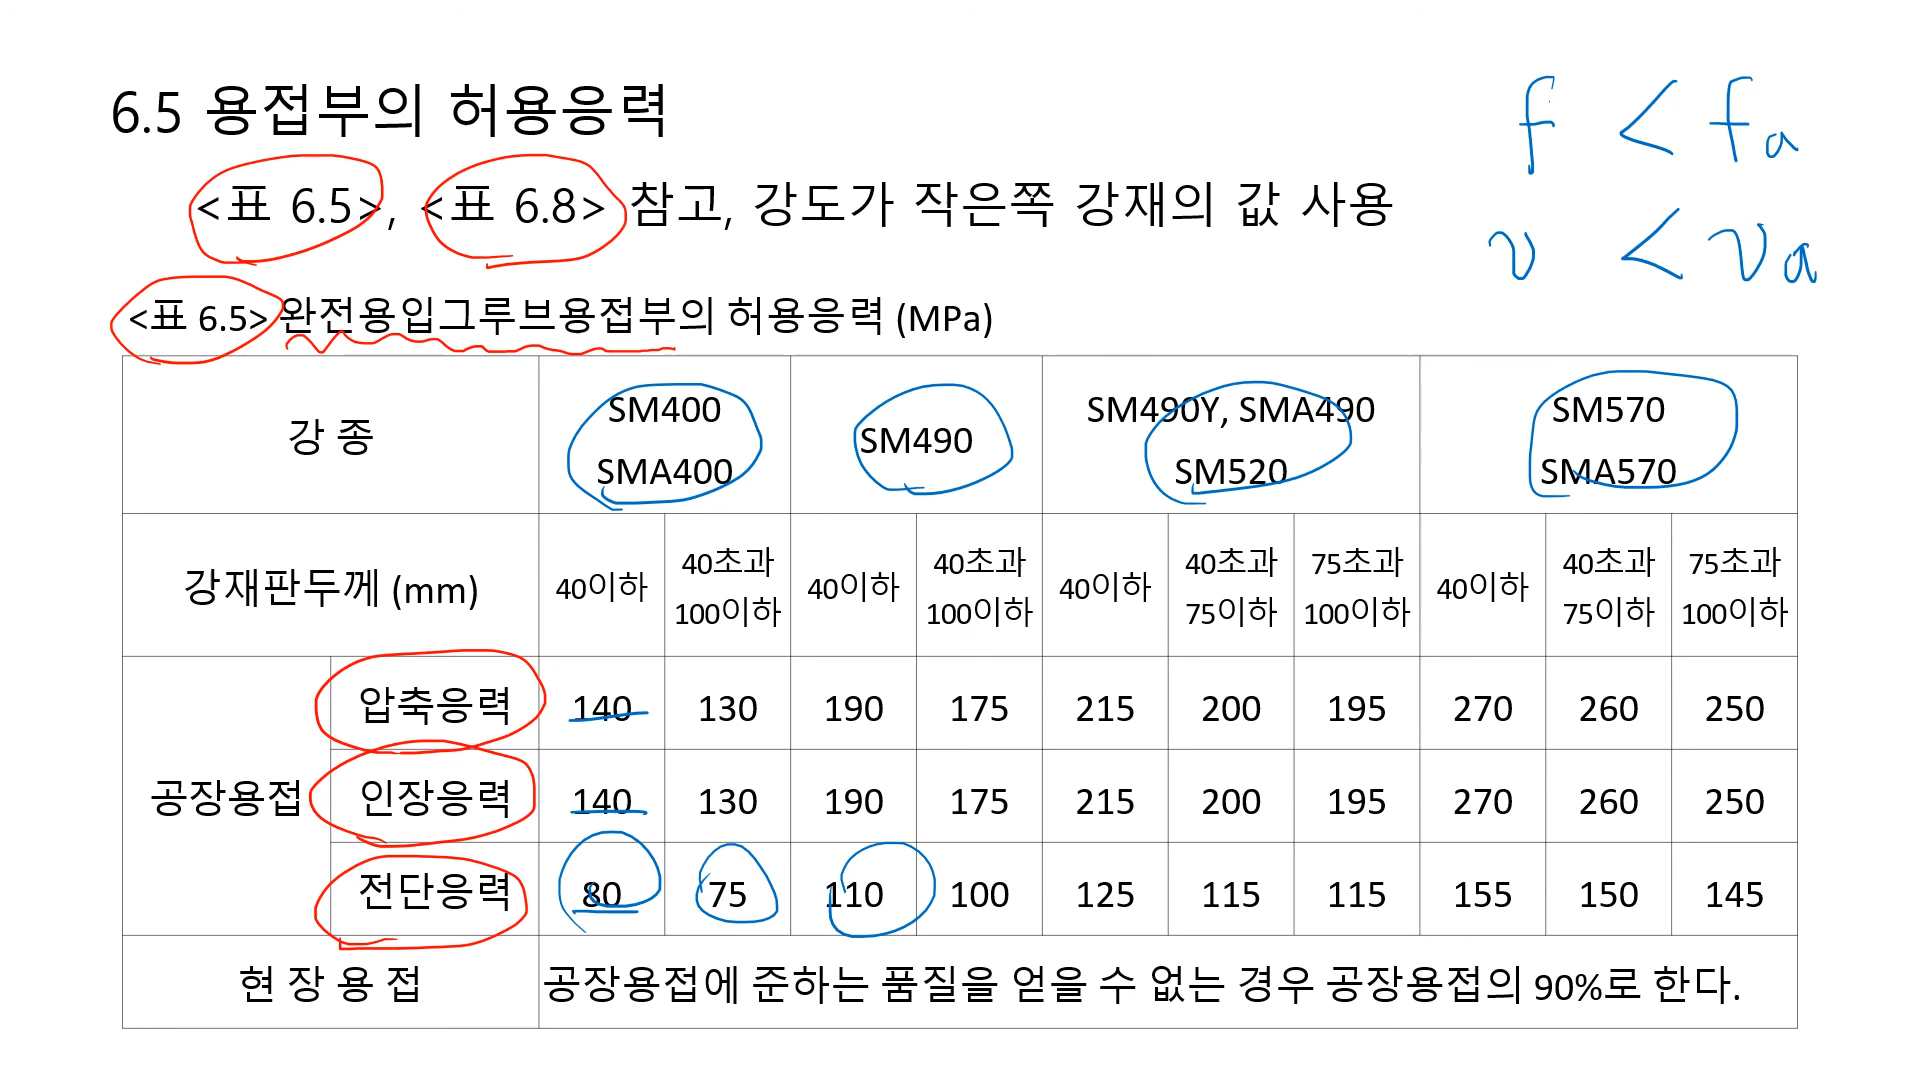 6.5 용접부의 허용응력
<표 6.5>, <표 6.8> 참고, 강도가 작은쪽 강재의 값 사용
f < fa
v < va
<표 6.5> 완전용입그루브용접부의 허용응력 (MPa)
강 종 SM400 SMA400 SM490 SM490Y, SMA490 SM520 SM570 SMA570
강재판두께 (mm) 40이하 40초과 100이하 40이하 40초과 100이하 40이하 40초과 75이하 75초과 100이하 40이하 40초과 75이하 75초과 100이하
공장용접
압축응력 140 130 190 175 215 200 195 270 260 250
인장응력 140 130 190 175 215 200 195 270 260 250
전단응력 80 75 110 100 125 115 115 155 150 145
현 장 용 접 공장용접에 준하는 품질을 얻을 수 없는 경우 공장용접의 90%로 한다.